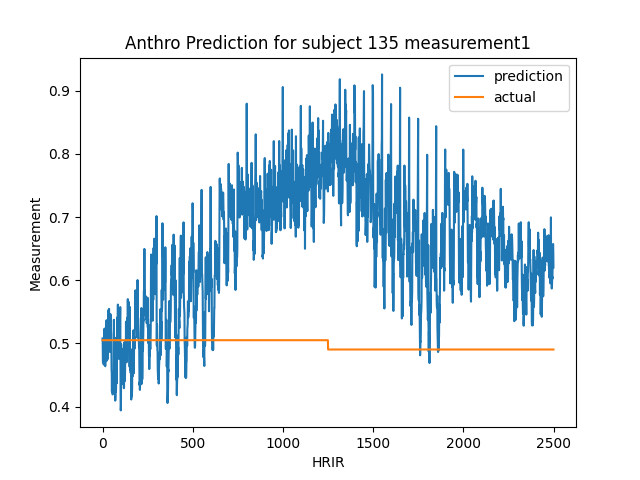 Anthro Prediction for subject 135 measurement1
prediction
actual
0.9
0.8
0.7
0.6
0.5
0.4
Measurement
0
500
1000
1500
2000
2500
HRIR